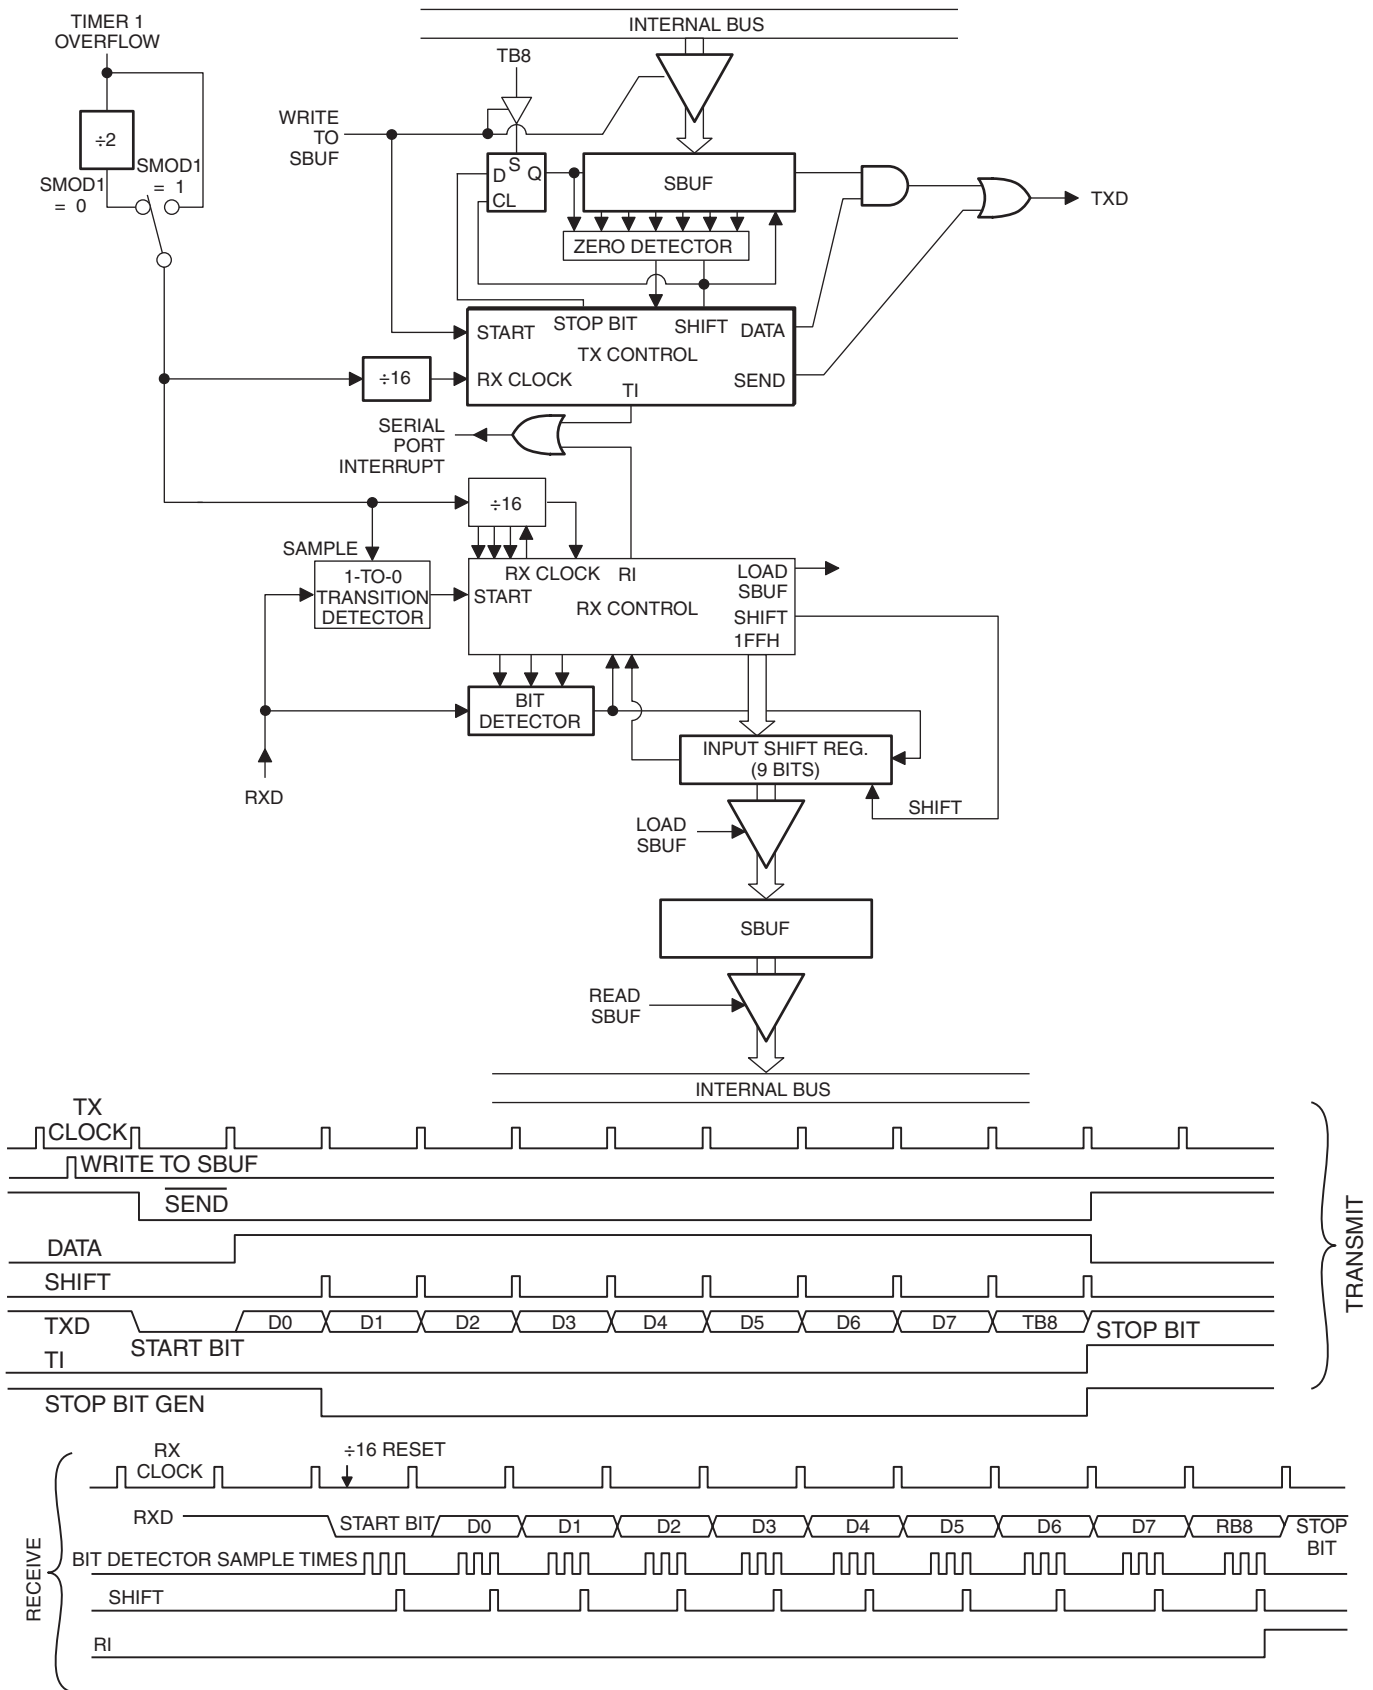 TIMER 1
OVERFLOW
÷2
SMOD1
= 1
SMOD1
= 0
INTERNAL BUS
TB8
WRITE
TO
SBUF
D S Q
CL
SBUF
TXD
ZERO DETECTOR
START
STOP BIT
SHIFT
DATA
TX CONTROL
÷16
RX CLOCK
TI
SEND
SERIAL
PORT
INTERRUPT
÷16
SAMPLE
1-TO-0
TRANSITION
DETECTOR
RX CLOCK
RI
LOAD
SBUF
START
RX CONTROL
SHIFT
1FFH
BIT
DETECTOR
INPUT SHIFT REG.
(9 BITS)
RXD
SHIFT
LOAD
SBUF
SBUF
READ
SBUF
INTERNAL BUS
TX
CLOCK
WRITE TO SBUF
SEND
DATA
SHIFT
TXD
START BIT
D0 D1 D2 D3 D4 D5 D6 D7 TB8
STOP BIT
TI
STOP BIT GEN
TRANSMIT
RX
CLOCK
÷16 RESET
RXD
START BIT
D0 D1 D2 D3 D4 D5 D6 D7 RB8
STOP
BIT
BIT DETECTOR SAMPLE TIMES
SHIFT
RI
RECEIVE